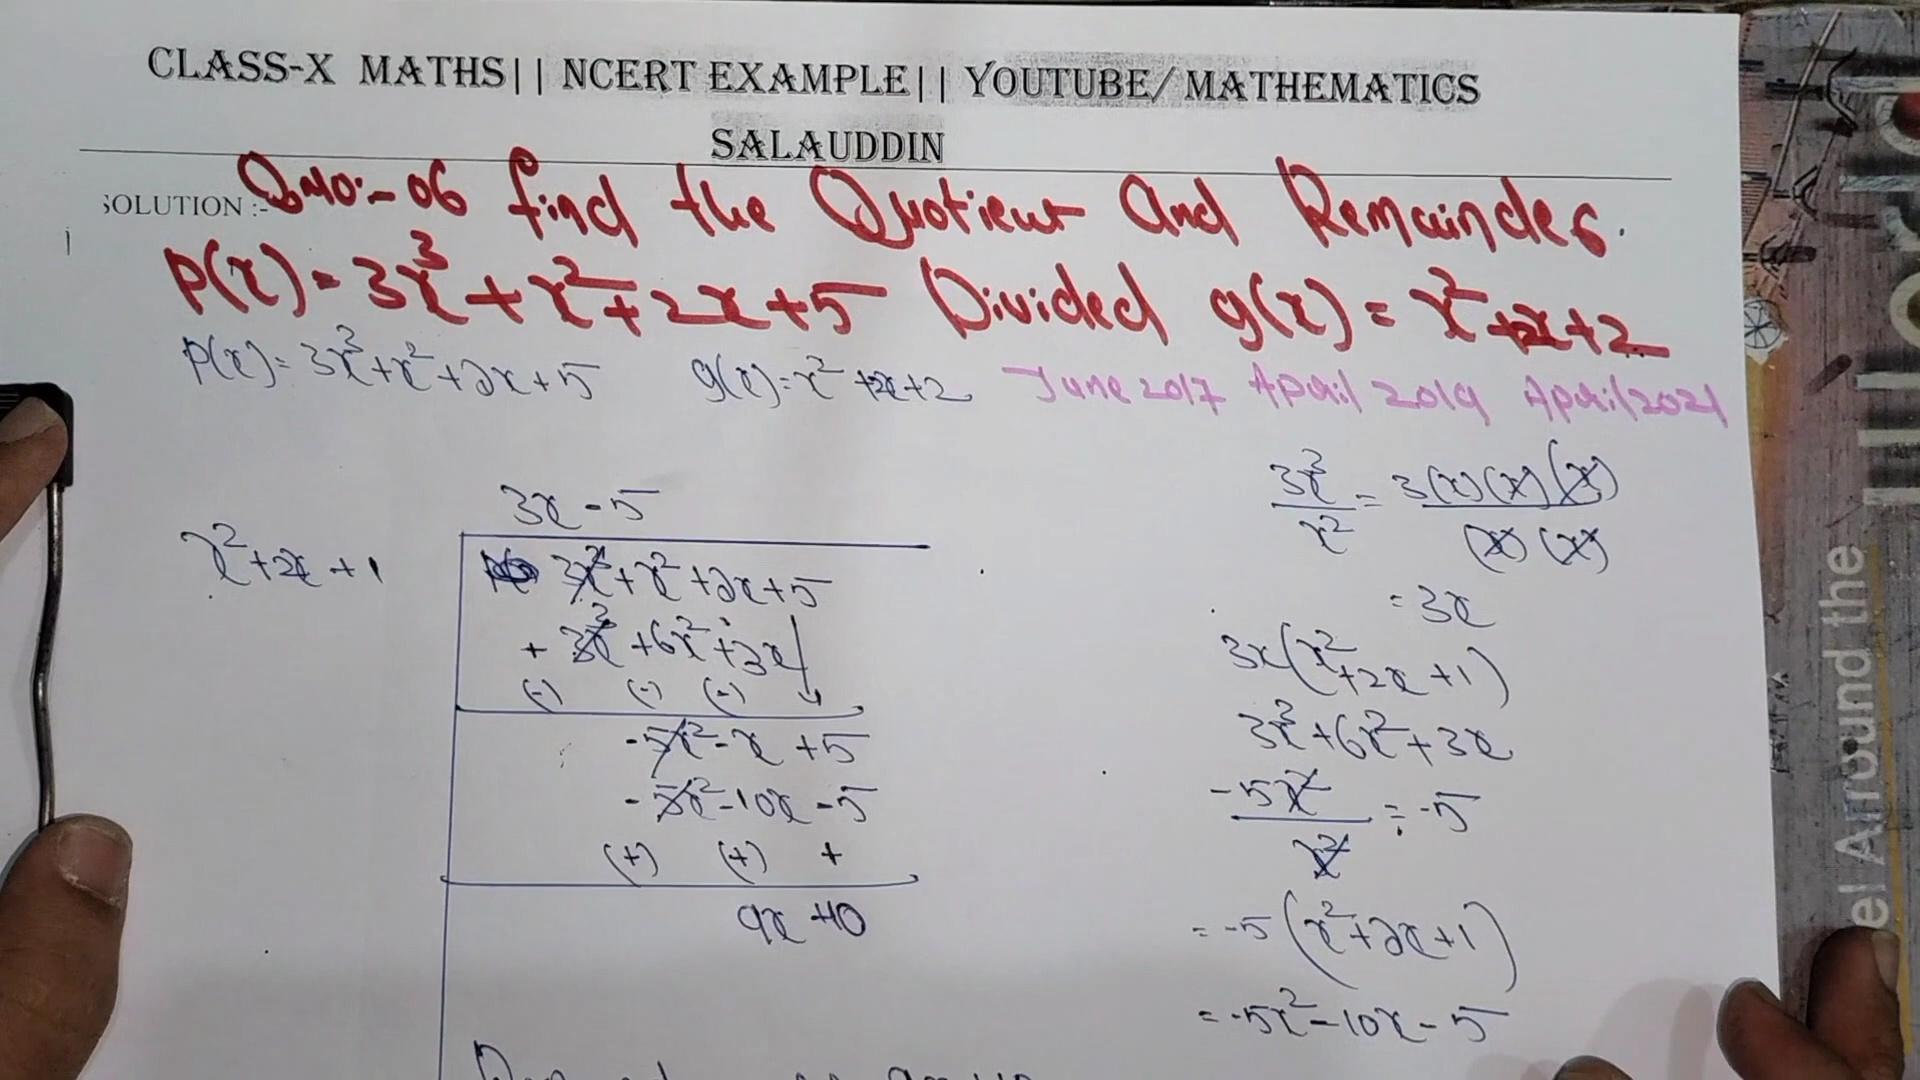 CLASS-X MATHS|| NCERT EXAMPLE|| YOUTUBE/ MATHEMATICS
SALAUDDIN
SOLUTION :- Q no:- 06 find the Quotient and Remainder.
P(x) = 3x³ + x² + 2x + 5 Divided g(x) = x² + 2x + 2
P(x) = 3x³ + x² + 2x + 5 g(x) = x² + 2x + 2 June 2017 April 2019 April 2021
3x - 5
x² + 2x + 1
3x³ + x² + 2x + 5
+ 3x³ + 6x² + 3x
(-) (-) (-)
-5x² - x + 5
-5x² - 10x - 5
(+) (+) +
9x + 10
3x³/x² = 3(x)(x)(x)/(x)(x)
= 3x
3x(x² + 2x + 1)
3x³ + 6x² + 3x
-5x²/x² = -5
= -5(x² + 2x + 1)
= -5x² - 10x - 5
el Arround the